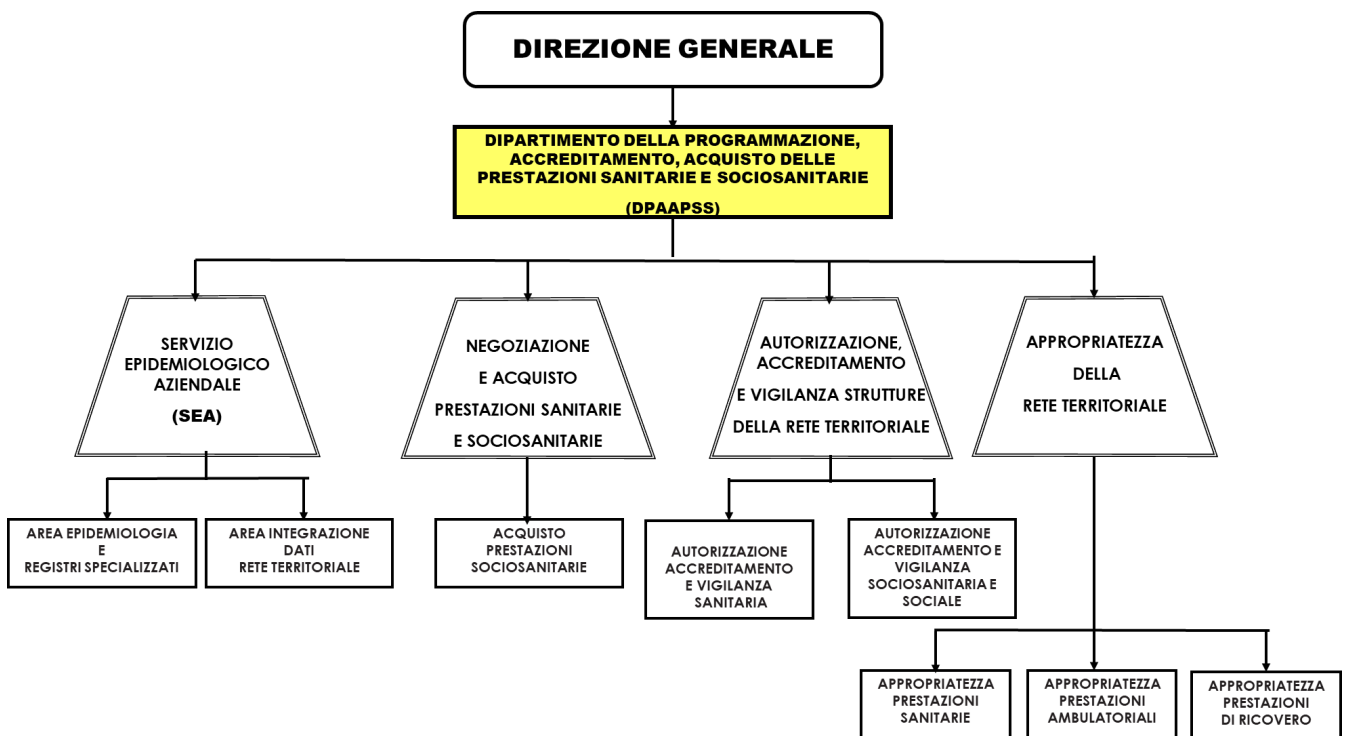 DIREZIONE GENERALE
DIPARTIMENTO DELLA PROGRAMMAZIONE,
ACCREDITAMENTO, ACQUISTO DELLE
PRESTAZIONI SANITARIE E SOCIOSANITARIE
(DPAAPSS)
SERVIZIO
EPIDEMIOLOGICO
AZIENDALE
(SEA)
NEGOZIAZIONE
E ACQUISTO
PRESTAZIONI SANITARIE
E SOCIOSANITARIE
AUTORIZZAZIONE,
ACCREDITAMENTO
E VIGILANZA STRUTTURE
DELLA RETE TERRITORIALE
APPROPRIATEZZA
DELLA
RETE TERRITORIALE
AREA EPIDEMIOLOGIA
E
REGISTRI SPECIALIZZATI
AREA INTEGRAZIONE
DATI
RETE TERRITORIALE
ACQUISTO
PRESTAZIONI
SOCIOSANITARIE
AUTORIZZAZIONE
ACCREDITAMENTO
E VIGILANZA
SANITARIA
AUTORIZZAZIONE
ACCREDITAMENTO E
VIGILANZA
SOCIOSANITARIA E
SOCIALE
APPROPRIATEZZA
PRESTAZIONI
SANITARIE
APPROPRIATEZZA
PRESTAZIONI
AMBULATORIALI
APPROPRIATEZZA
PRESTAZIONI
DI RICOVERO